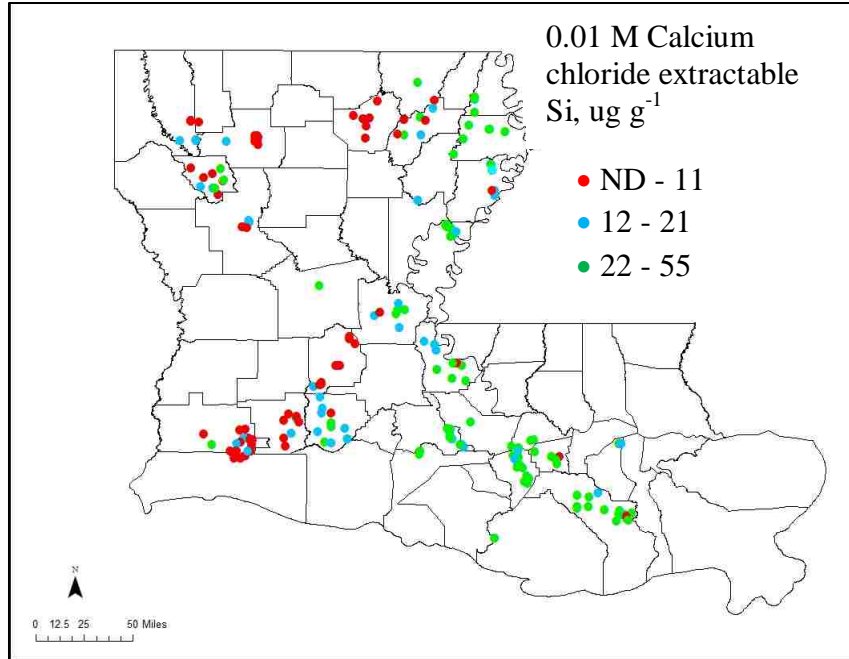 0.01 M Calcium
chloride extractable
Si, ug g-1
ND - 11
12 - 21
22 - 55
N
0 12.5 25 50 Miles